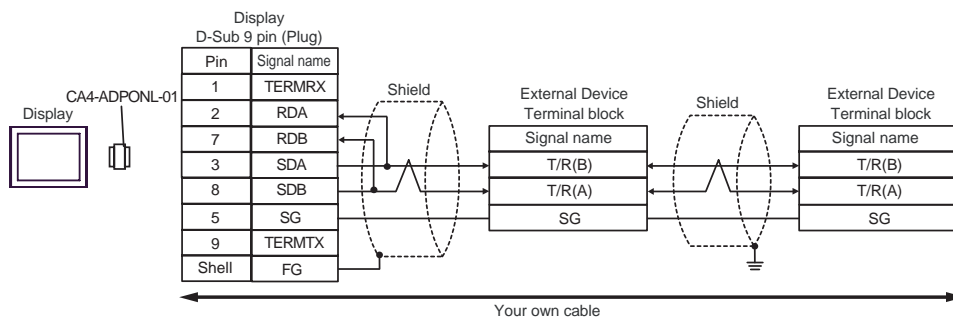 Display
D-Sub 9 pin (Plug)
Pin Signal name
1 TERMRX
2 RDA
7 RDB
3 SDA
8 SDB
5 SG
9 TERMTX
Shell FG
CA4-ADPONL-01
Display
Shield
External Device
Terminal block
Signal name
T/R(B)
T/R(A)
SG
Shield
External Device
Terminal block
Signal name
T/R(B)
T/R(A)
SG
Your own cable